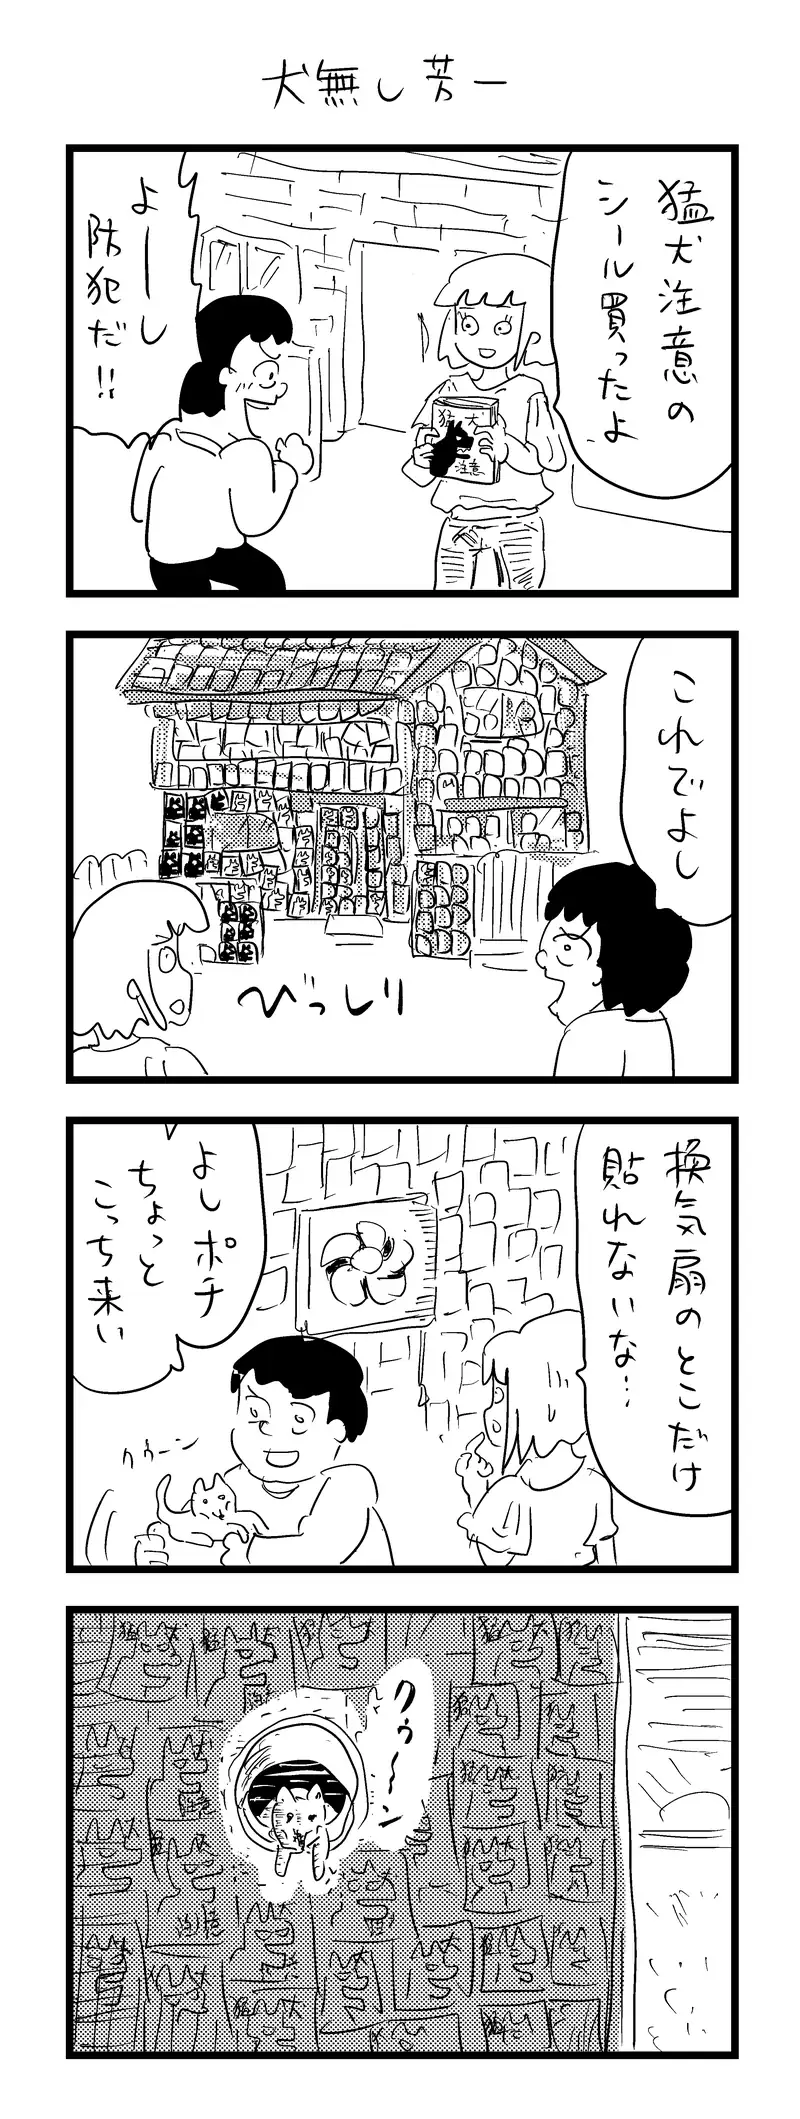 犬無し芳一
猛犬注意の
シール買ったよ
猛犬
注意
よーし
防犯だ!!
これでよし
びっしり
換気扇のとこだけ
貼れないな…
よしポチ
ちょっと
こっち来い
クゥーン
クゥーン